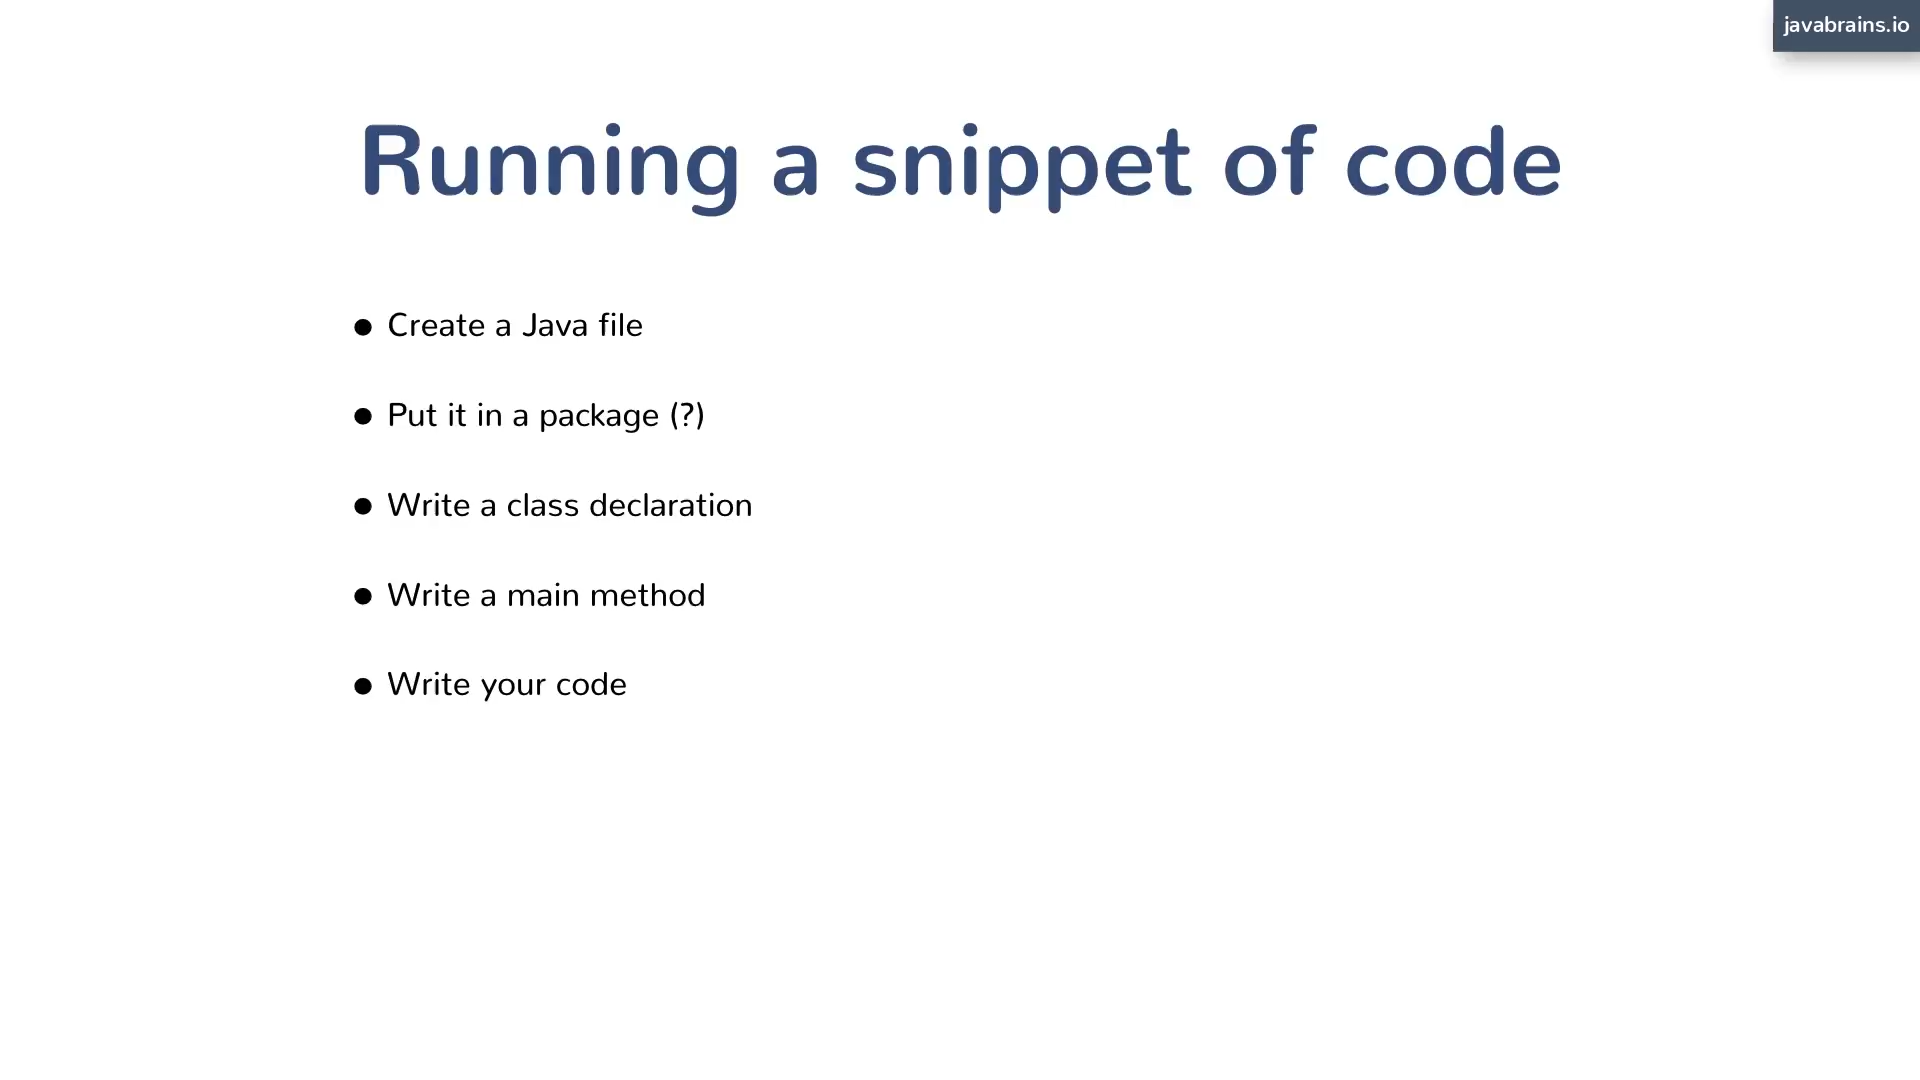 javabrains.io
Running a snippet of code
• Create a Java file
• Put it in a package (?)
• Write a class declaration
• Write a main method
• Write your code